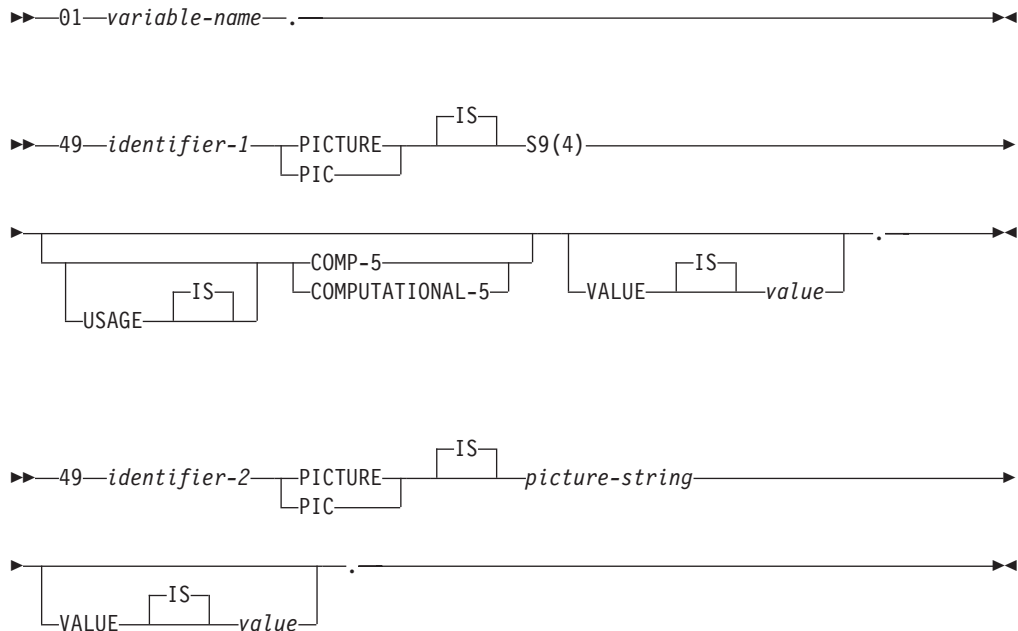 01 variable-name .
IS
49 identifier-1 PICTURE S9(4)
PIC
COMP-5 .
IS COMPUTATIONAL-5 VALUE IS value
USAGE
IS
49 identifier-2 PICTURE picture-string
PIC
.
IS
VALUE value